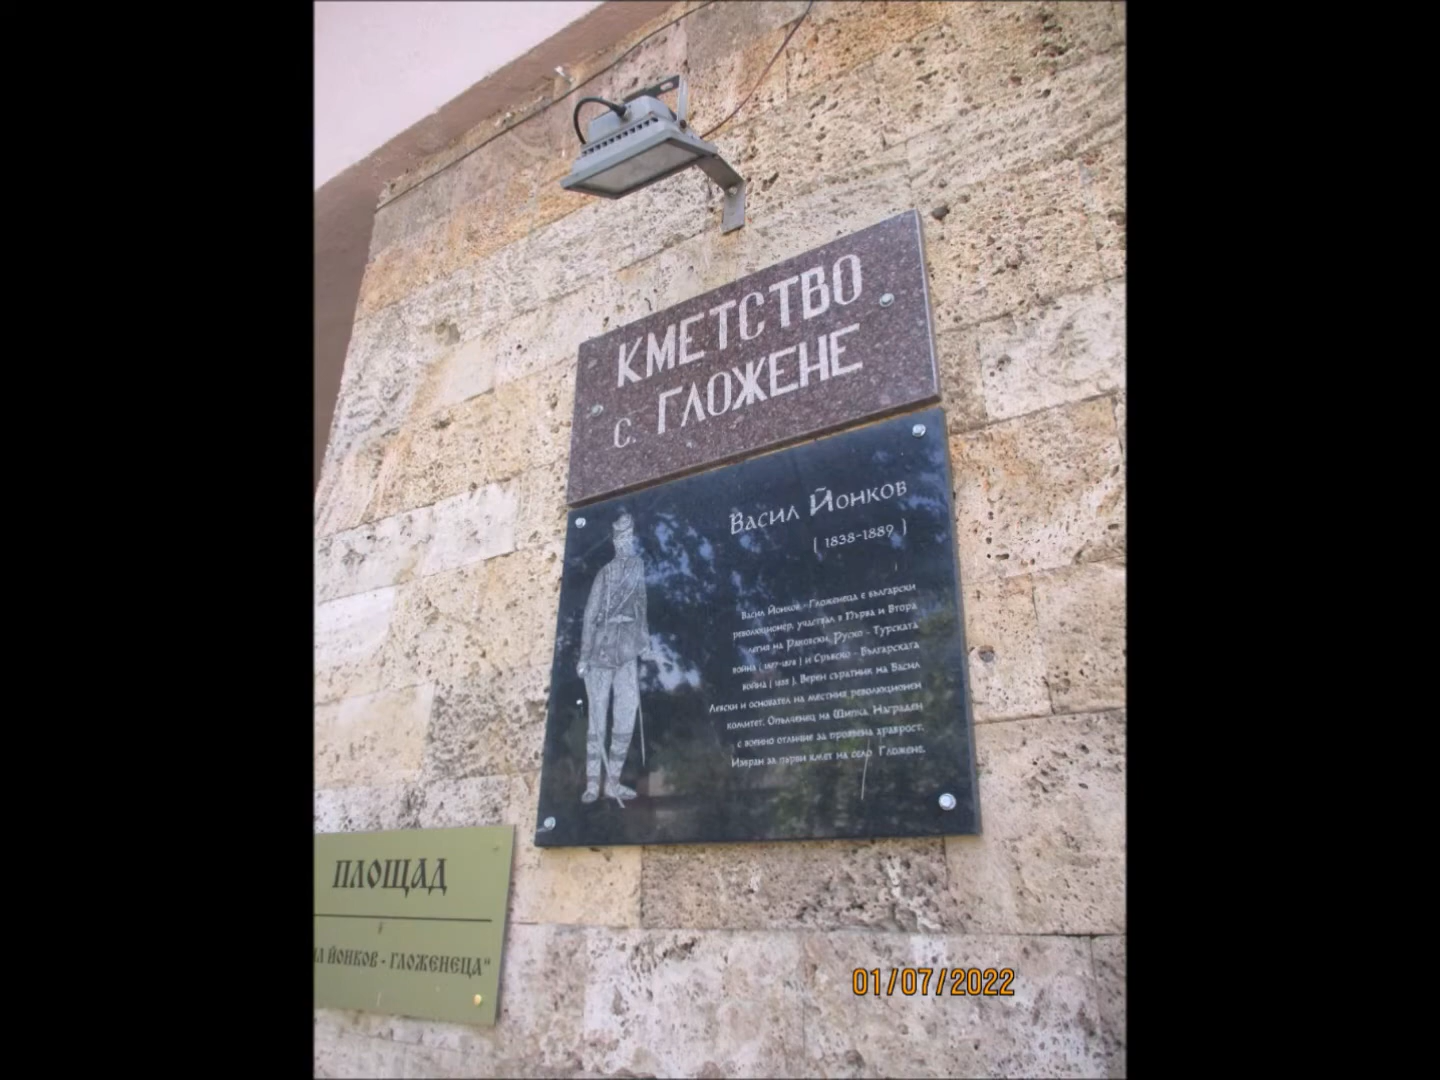 КМЕТСТВО
с. ГЛОЖЕНЕ
Васил Йонков
( 1838-1889 )
Васил Йонков - Гложенеца е български
революционер, участвал в Първа и Втора
легия на Раковски, Руско - Турската
война ( 1877-1878 ) и Сръбско - Българската
война ( 1885 ). Верен съратник на Васил
Левски и основател на местния революционен
комитет. Опълченец на Шипка. Награден
с военно отличие за проявена храброст.
Избран за първи кмет на село Гложене.
ПЛОЩАД
ЙОНКОВ - ГЛОЖЕНЕЦА"
01/07/2022